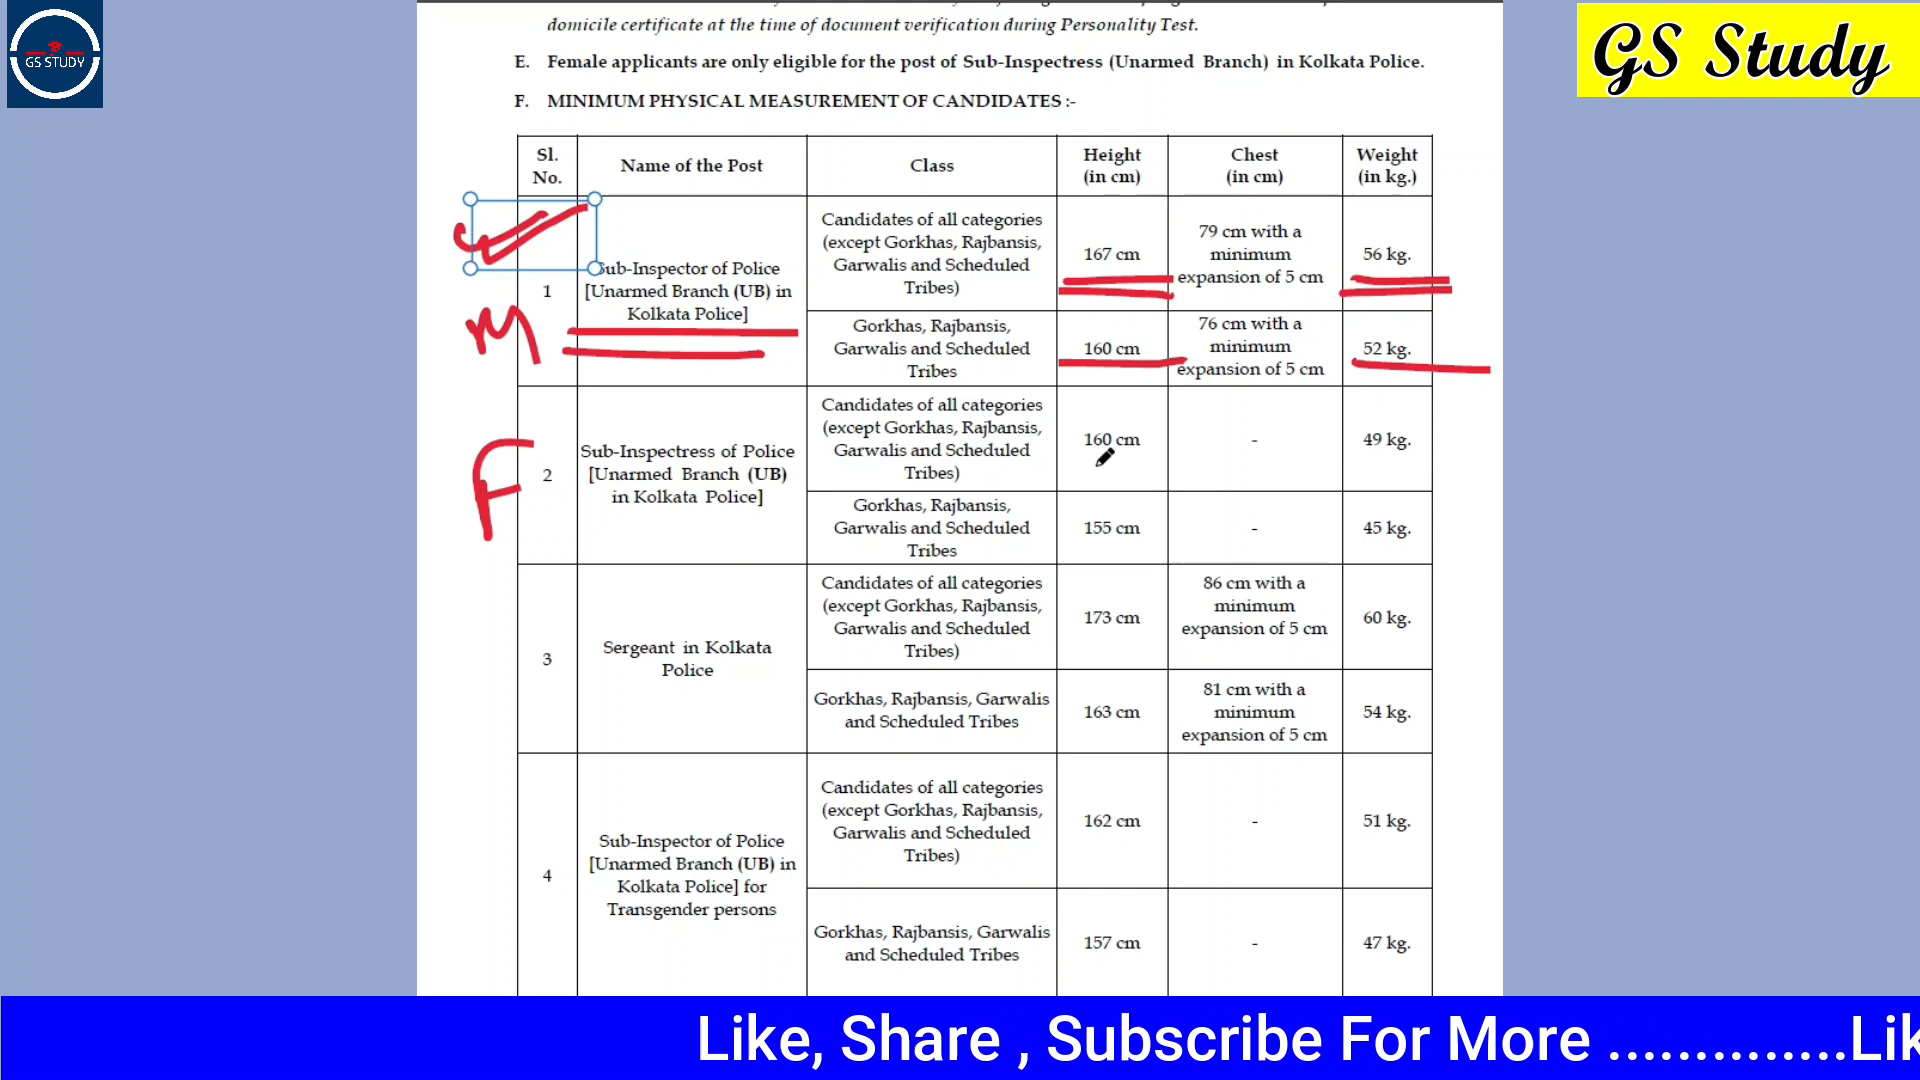 GS STUDY
GS Study
domicile certificate at the time of document verification during Personality Test.
E. Female applicants are only eligible for the post of Sub-Inspectress (Unarmed Branch) in Kolkata Police.
F. MINIMUM PHYSICAL MEASUREMENT OF CANDIDATES :-
Sl. No. Name of the Post Class Height (in cm) Chest (in cm) Weight (in kg.)
M
1
Sub-Inspector of Police
[Unarmed Branch (UB) in
Kolkata Police]
Candidates of all categories
(except Gorkhas, Rajbansis,
Garwalis and Scheduled
Tribes)
167 cm
79 cm with a
minimum
expansion of 5 cm
56 kg.
Gorkhas, Rajbansis,
Garwalis and Scheduled
Tribes
160 cm
76 cm with a
minimum
expansion of 5 cm
52 kg.
F
2
Sub-Inspectress of Police
[Unarmed Branch (UB)
in Kolkata Police]
Candidates of all categories
(except Gorkhas, Rajbansis,
Garwalis and Scheduled
Tribes)
160 cm
-
49 kg.
Gorkhas, Rajbansis,
Garwalis and Scheduled
Tribes
155 cm
-
45 kg.
3
Sergeant in Kolkata
Police
Candidates of all categories
(except Gorkhas, Rajbansis,
Garwalis and Scheduled
Tribes)
173 cm
86 cm with a
minimum
expansion of 5 cm
60 kg.
Gorkhas, Rajbansis, Garwalis
and Scheduled Tribes
163 cm
81 cm with a
minimum
expansion of 5 cm
54 kg.
4
Sub-Inspector of Police
[Unarmed Branch (UB) in
Kolkata Police] for
Transgender persons
Candidates of all categories
(except Gorkhas, Rajbansis,
Garwalis and Scheduled
Tribes)
162 cm
-
51 kg.
Gorkhas, Rajbansis, Garwalis
and Scheduled Tribes
157 cm
-
47 kg.
Like, Share , Subscribe For More ..............Lik